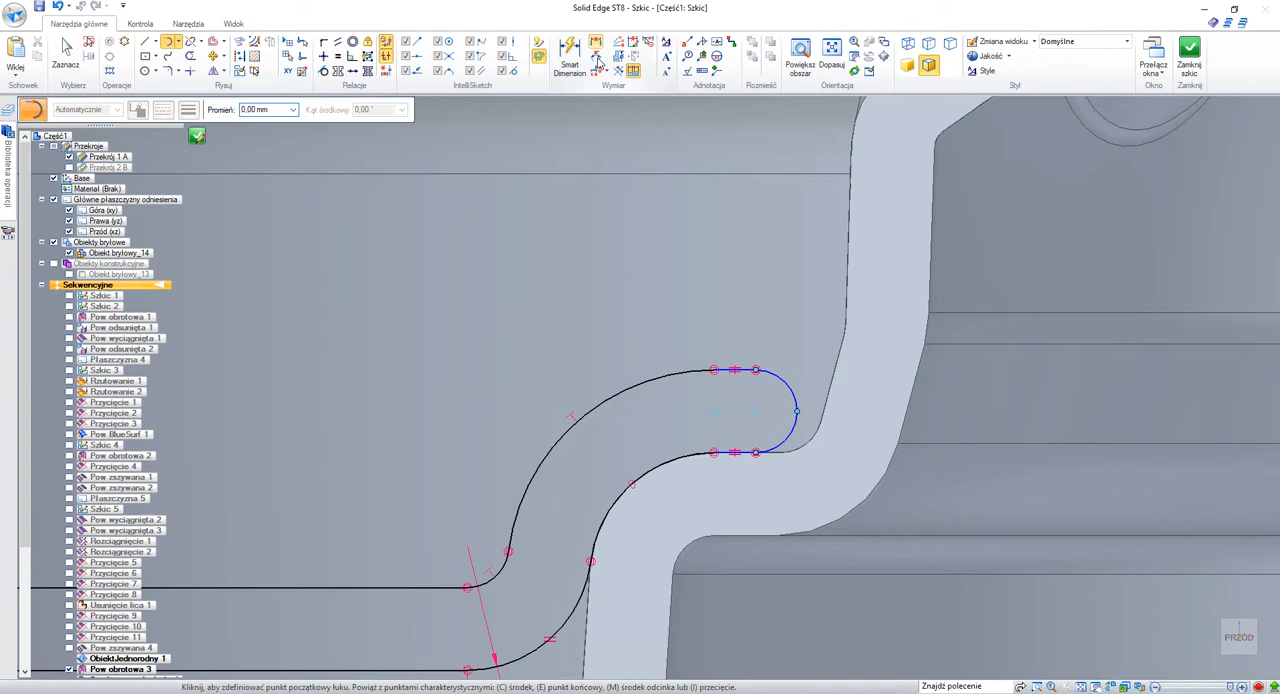 Solid Edge ST8 - Szkic - [Część1: Szkic]
Narzędzia główne
Kontrola
Narzędzia
Widok
Wklej
Zaznacz
Smart Dimension
Powiększ obszar
Dopasuj
Zmiana widoku
Jakość
Style
Domyślne
Przełącz okna
Zamknij szkic
Schowek
Wybierz
Operacje
Rysuj
Relacje
IntelliSketch
Wymiar
Adnotacja
Rozmieść
Orientacja
Styl
Okno
Zamknij
Automatycznie
Promień:
0,00 mm
Kąt środkowy:
0,00 °
Biblioteka operacji
Część1
Przekroje
Przekrój 1 A
Przekrój 2 B
Base
Materiał (Brak)
Główne płaszczyzny odniesienia
Góra (xy)
Prawa (yz)
Przód (xz)
Obiekty bryłowe
Obiekt bryłowy_14
Obiekty konstrukcyjne
Obiekt bryłowy_13
Sekwencyjne
Szkic 1
Szkic 2
Pow obrotowa 1
Pow odsunięta 1
Pow wyciągnięta 1
Pow odsunięta 2
Płaszczyzna 4
Szkic 3
Rzutowanie 1
Rzutowanie 2
Przycięcie 1
Przycięcie 2
Przycięcie 3
Pow BlueSurf 1
Szkic 4
Pow obrotowa 2
Przycięcie 4
Pow zszywana 1
Pow zszywana 2
Płaszczyzna 5
Szkic 5
Pow wyciągnięta 2
Pow wyciągnięta 3
Rozciągnięcie 1
Rozciągnięcie 2
Przycięcie 5
Przycięcie 6
Przycięcie 7
Przycięcie 8
Usunięcie lica 1
Przycięcie 9
Przycięcie 10
Przycięcie 11
Pow zszywana 4
ObiektJednorodny 1
Pow obrotowa 3
PRZÓD
Kliknij, aby zdefiniować punkt początkowy łuku. Powiąż z punktami charakterystycznymi: (C) środek, (E) punkt końcowy, (M) środek odcinka lub (I) przecięcie.
Znajdź polecenie